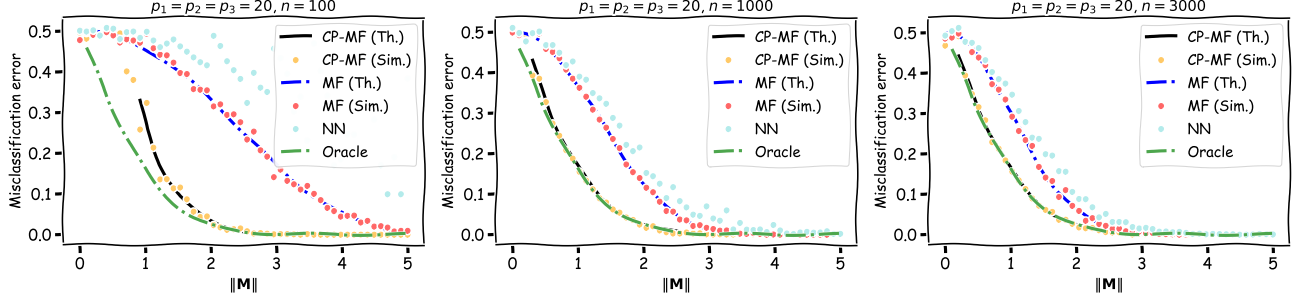 p₁ = p₂ = p₃ = 20, n = 100
Misclassification error
0.5
0.4
0.3
0.2
0.1
0.0
CP-MF (Th.)
CP-MF (Sim.)
MF (Th.)
MF (Sim.)
NN
Oracle
0 1 2 3 4 5
‖M‖
p₁ = p₂ = p₃ = 20, n = 1000
Misclassification error
0.5
0.4
0.3
0.2
0.1
0.0
CP-MF (Th.)
CP-MF (Sim.)
MF (Th.)
MF (Sim.)
NN
Oracle
0 1 2 3 4 5
‖M‖
p₁ = p₂ = p₃ = 20, n = 3000
Misclassification error
0.5
0.4
0.3
0.2
0.1
0.0
CP-MF (Th.)
CP-MF (Sim.)
MF (Th.)
MF (Sim.)
NN
Oracle
0 1 2 3 4 5
‖M‖